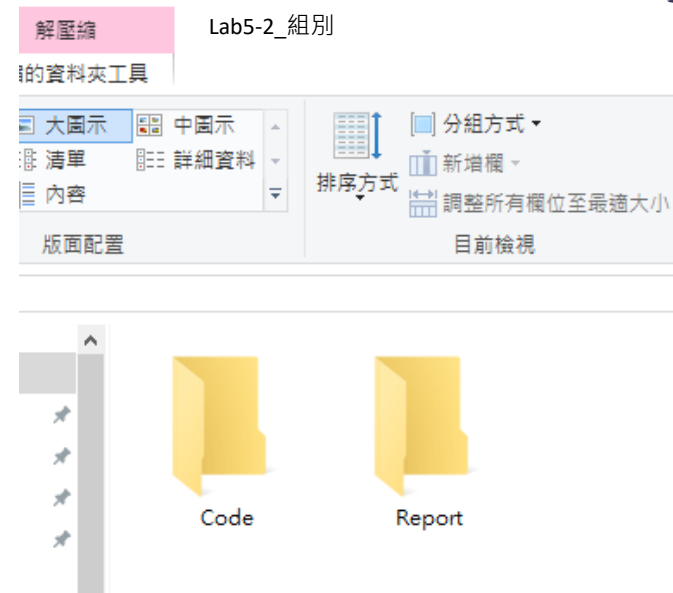 解壓縮 Lab5-2_組別
縮的資料夾工具
大圖示 中圖示 分組方式
清單 詳細資料 新增欄
內容 排序方式 調整所有欄位至最適大小
版面配置 目前檢視
Code Report